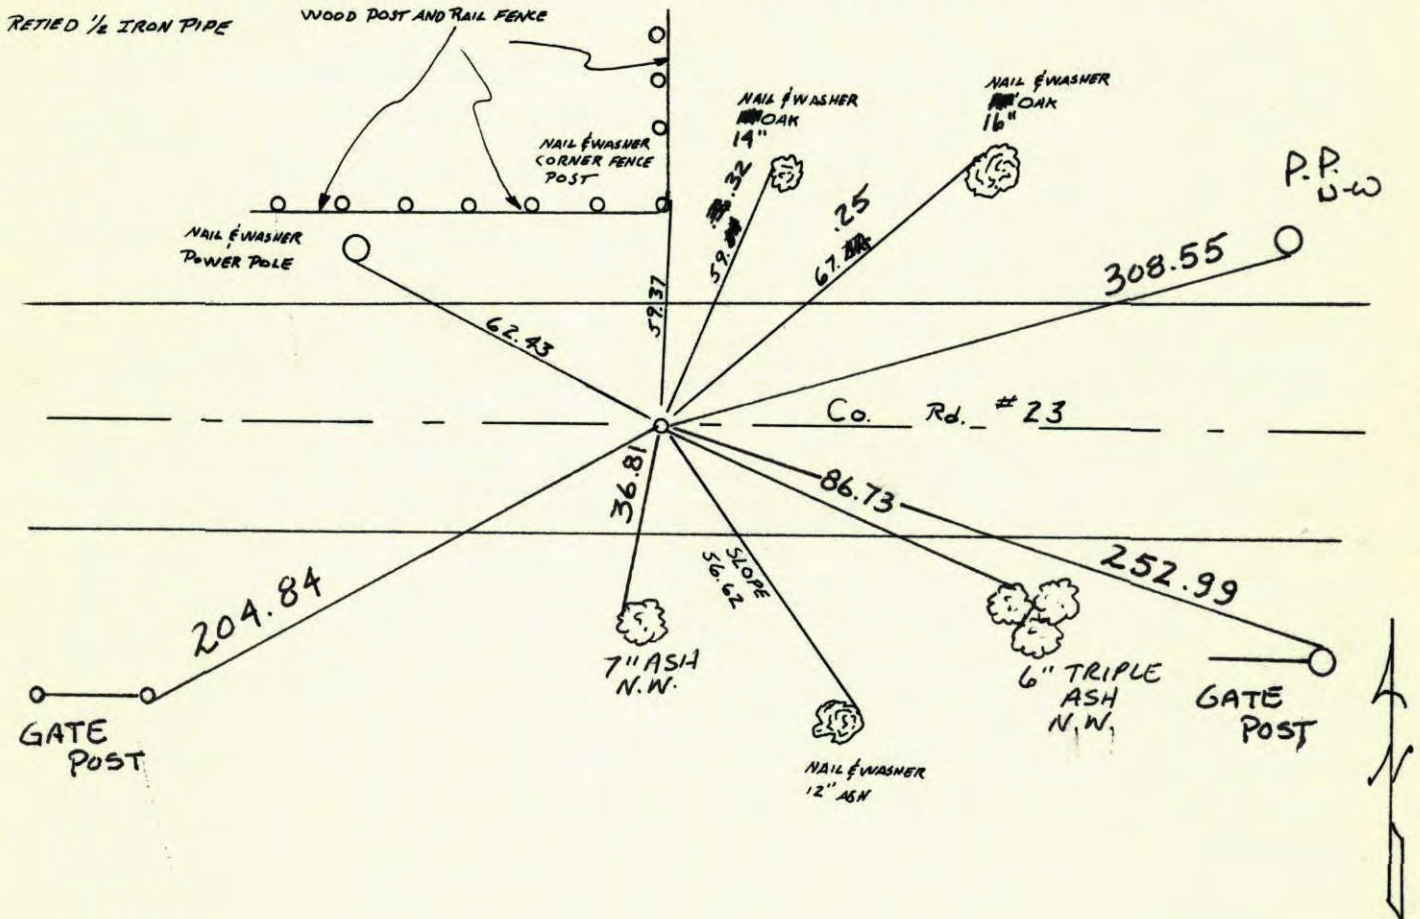 RETIED 1/2 IRON PIPE
WOOD POST AND RAIL FENCE
NAIL & WASHER
CORNER FENCE
POST
NAIL & WASHER
OAK
14"
NAIL & WASHER
OAK
16"
P.P.
N-W
NAIL & WASHER
POWER POLE
62.43
59.37
59.32
67.25
308.55
Co. Rd. #23
36.81
86.73
SLOPE
56.62
252.99
204.84
7" ASH
N.W.
6" TRIPLE
ASH
N.W.
GATE
POST
GATE
POST
NAIL & WASHER
12" ASH
N